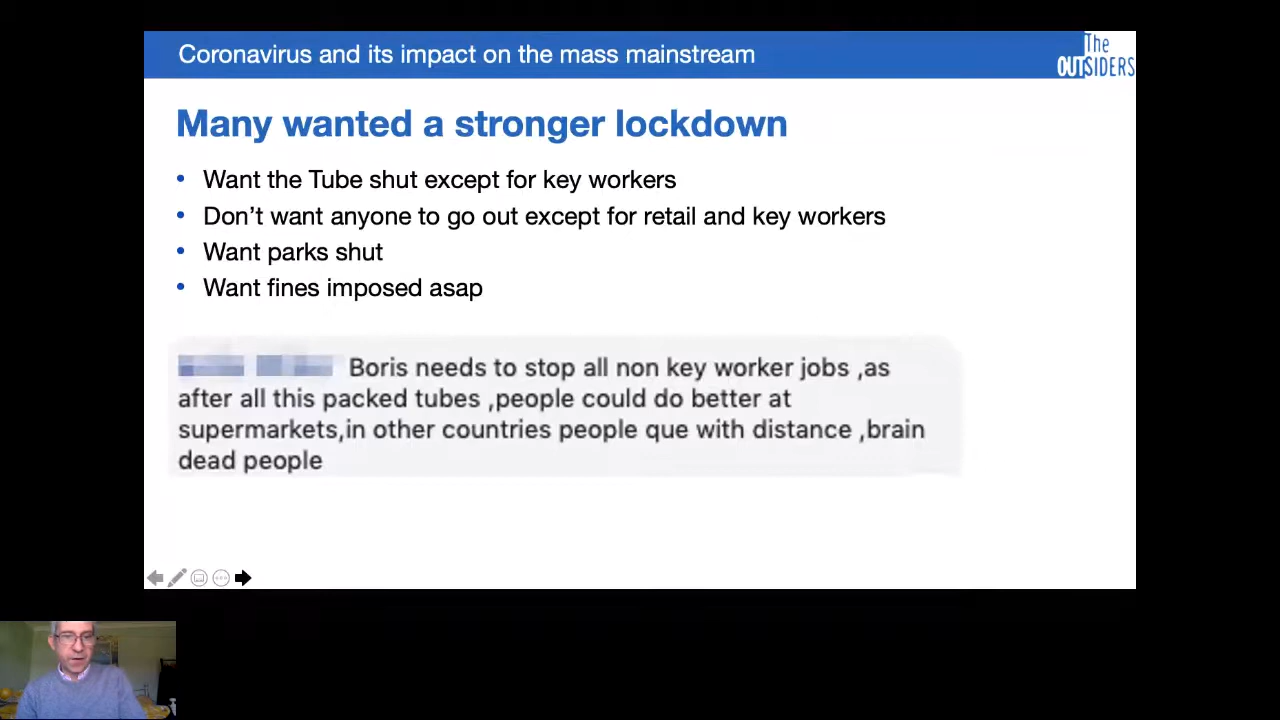 Coronavirus and its impact on the mass mainstream
The
OUTSIDERS
Many wanted a stronger lockdown
• Want the Tube shut except for key workers
• Don’t want anyone to go out except for retail and key workers
• Want parks shut
• Want fines imposed asap
Boris needs to stop all non key worker jobs ,as
after all this packed tubes ,people could do better at
supermarkets,in other countries people que with distance ,brain
dead people